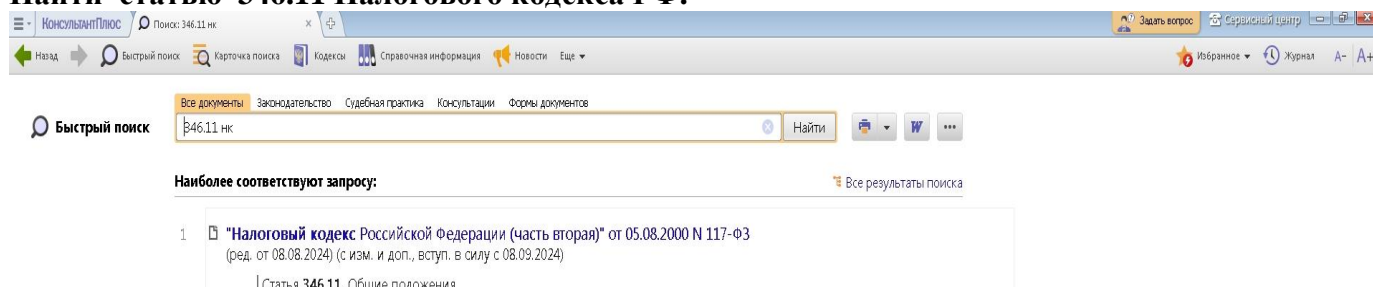 Найти статью 346.11 Налогового кодекса РФ.
КонсультантПлюс Поиск: 346.11 нк × Задать вопрос Сервисный центр
Назад Быстрый поиск Карточка поиска Кодексы Справочная информация Новости Еще Избранное Журнал A- A+
Все документы Законодательство Судебная практика Консультации Формы документов
Быстрый поиск 346.11 нк Найти W ...
Наиболее соответствуют запросу: Все результаты поиска
1 "Налоговый кодекс Российской Федерации (часть вторая)" от 05.08.2000 N 117-ФЗ
(ред. от 08.08.2024) (с изм. и доп., вступ. в силу с 08.09.2024)
Статья 346.11. Общие положения